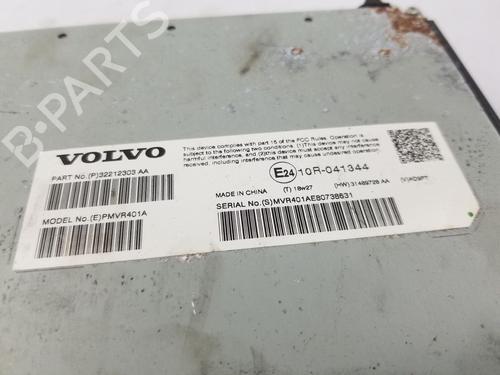 VOLVO
This device complies with part 15 of the FCC Rules. Operation is
subject to the following two conditions: (1)This device may not cause
harmful interference, and (2)this device must accept any
interference received, including interference that may
cause undesired operation.
PART NO.(P)32212303 AA
E24 10R-041344
MADE IN CHINA
(T) 18w27
(HW) 31489726 AA
MODEL No.(E)PMVR401A
SERIAL No.(S)MVR401AE80738631
B-PARTS